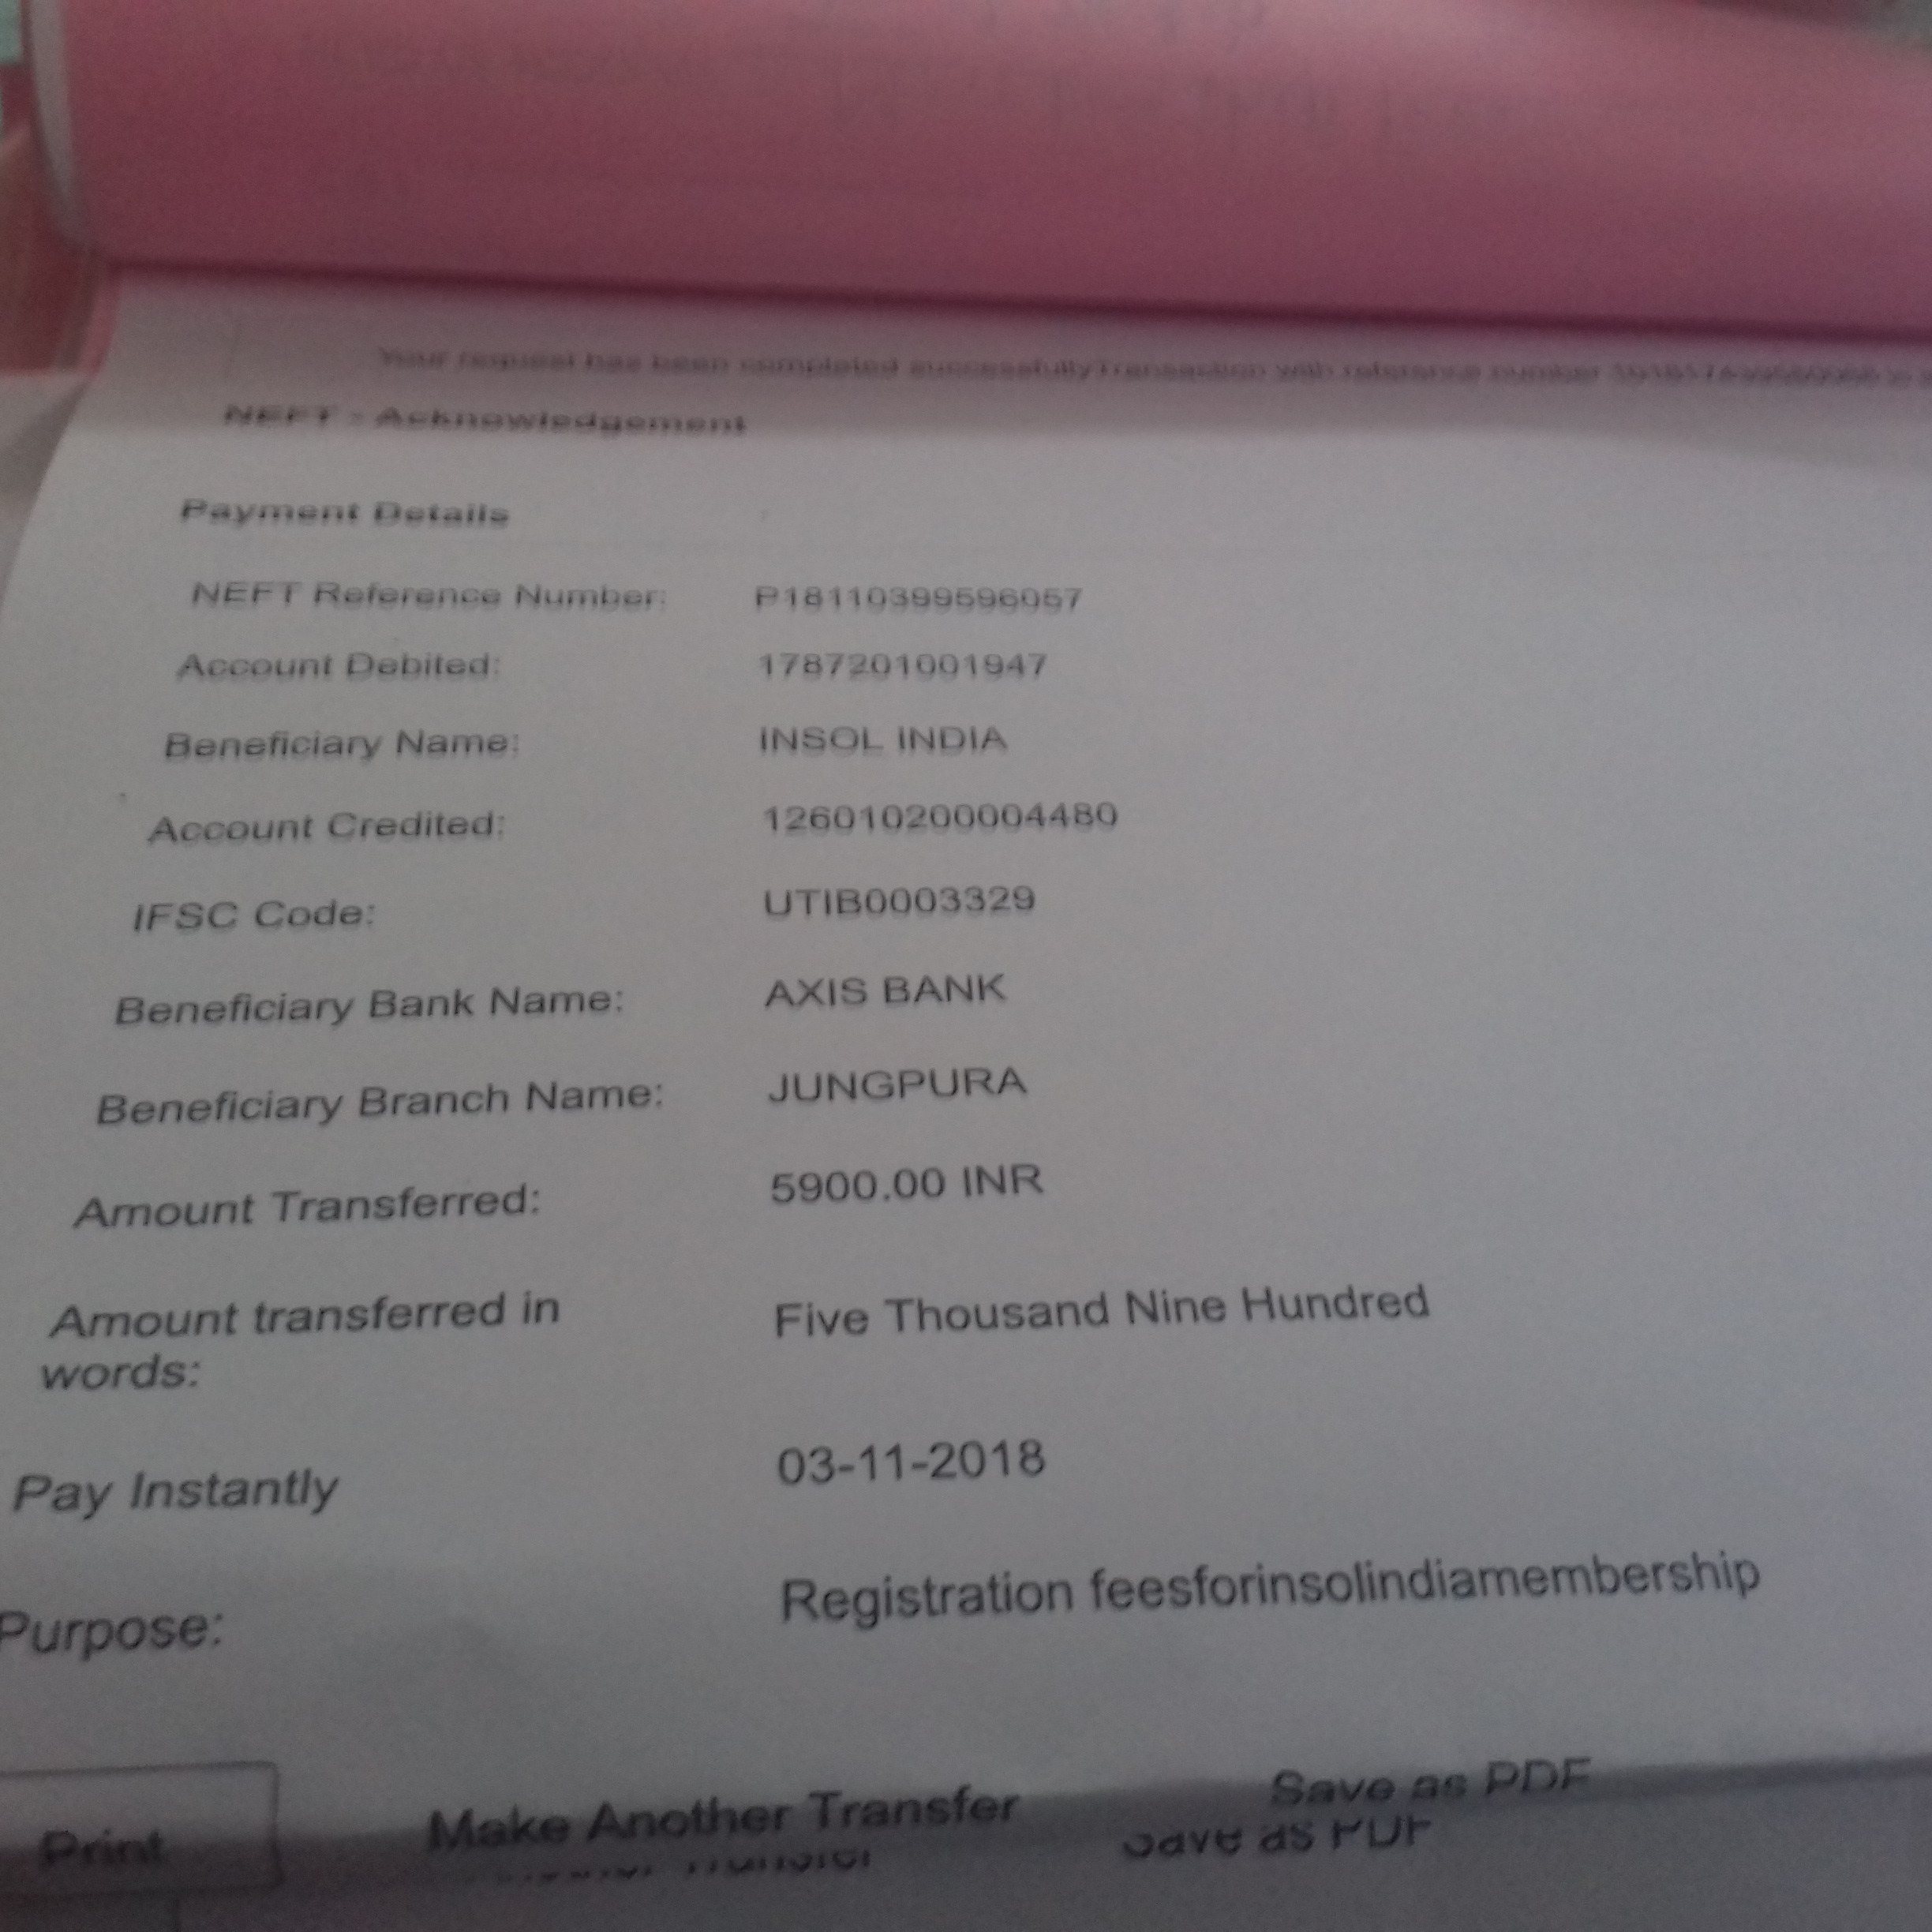 Your request has been completed successfullyTransaction with reference number
NEFT - Acknowledgement
Payment Details
NEFT Reference Number: P18110399596057
Account Debited: 1787201001947
Beneficiary Name: INSOL INDIA
Account Credited: 126010200004480
IFSC Code: UTIB0003329
Beneficiary Bank Name: AXIS BANK
Beneficiary Branch Name: JUNGPURA
Amount Transferred: 5900.00 INR
Amount transferred in Five Thousand Nine Hundred
words:
Pay Instantly 03-11-2018
Purpose: Registration feesforinsolindiamembership
Print Make Another Transfer Save as PDF
Save as PDF